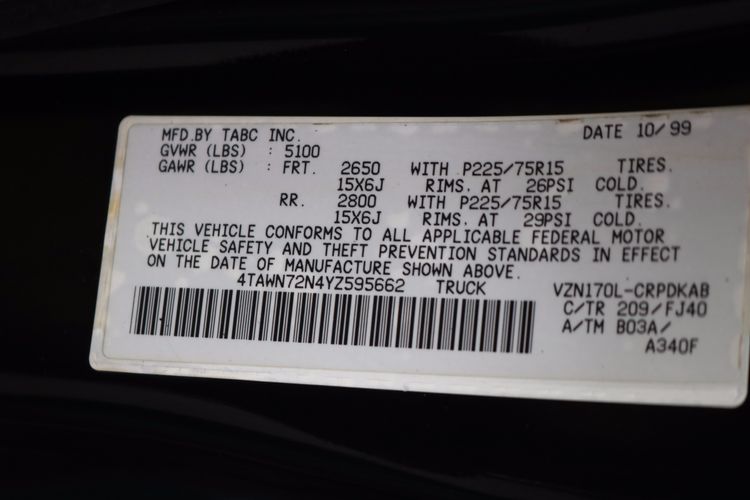 MFD.BY TABC INC. DATE 10/99
GVWR (LBS) : 5100
GAWR (LBS) : FRT. 2650 WITH P225/75R15 TIRES.
15X6J RIMS. AT 26PSI COLD.
RR. 2800 WITH P225/75R15 TIRES.
15X6J RIMS. AT 29PSI COLD.
THIS VEHICLE CONFORMS TO ALL APPLICABLE FEDERAL MOTOR
VEHICLE SAFETY AND THEFT PREVENTION STANDARDS IN EFFECT
ON THE DATE OF MANUFACTURE SHOWN ABOVE.
4TAWN72N4YZ595662 TRUCK VZN170L-CRPDKAB
C/TR 209/FJ40
A/TM B03A/
A340F